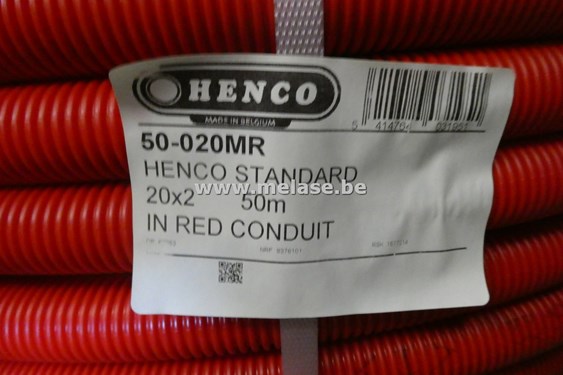 HENCO
MADE IN BELGIUM
50-020MR
HENCO STANDARD
20x2 50m
IN RED CONDUIT
www.melase.be